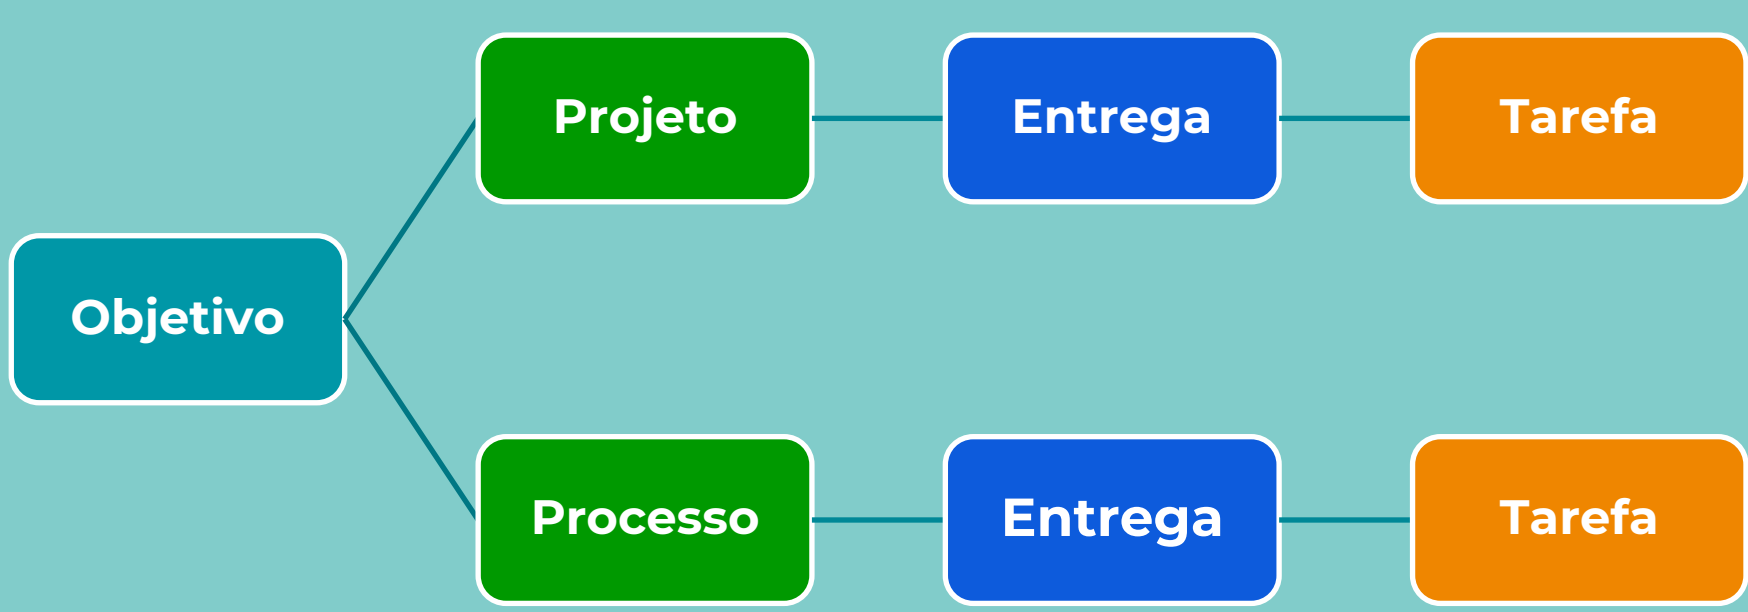 Projeto
Entrega
Tarefa
Objetivo
Processo
Entrega
Tarefa